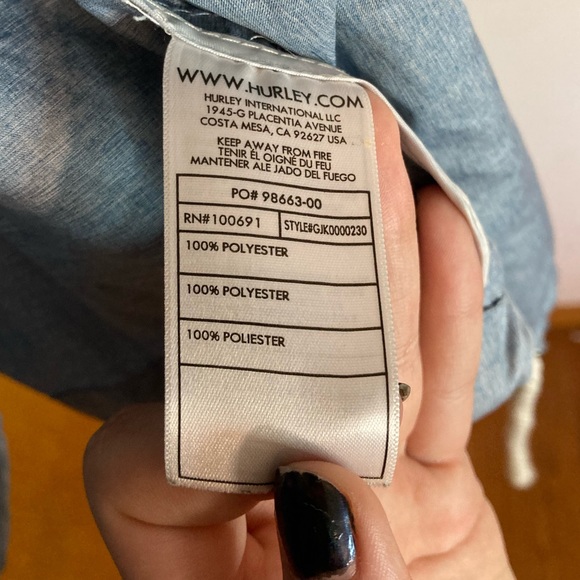 WWW.HURLEY.COM
HURLEY INTERNATIONAL LLC
1945-G PLACENTIA AVENUE
COSTA MESA, CA 92627 USA
KEEP AWAY FROM FIRE
TENIR ÉL OIGNÉ DU FEU
MANTENER ALE JADO DEL FUEGO
PO# 98663-00
RN#100691 STYLE#GJK0000230
100% POLYESTER
100% POLYESTER
100% POLIESTER